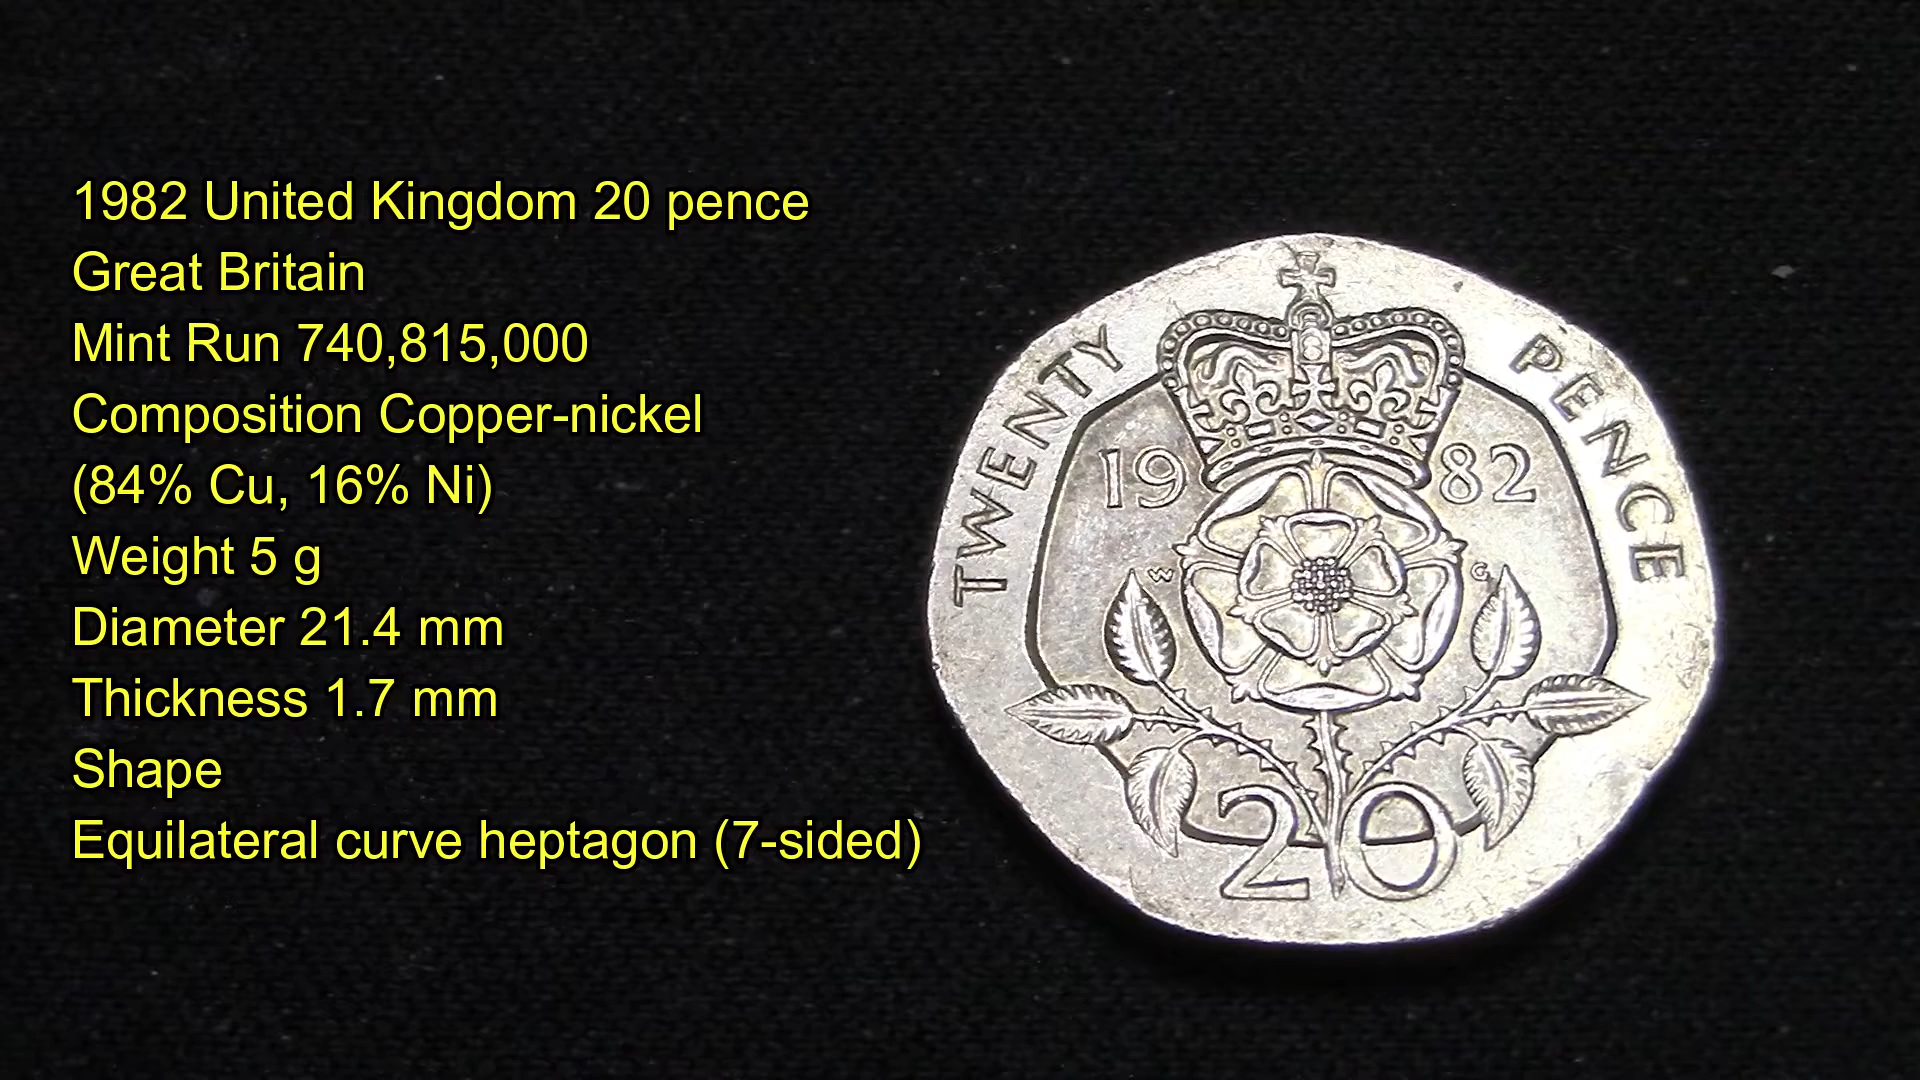 1982 United Kingdom 20 pence
Great Britain
Mint Run 740,815,000
Composition Copper-nickel
(84% Cu, 16% Ni)
Weight 5 g
Diameter 21.4 mm
Thickness 1.7 mm
Shape
Equilateral curve heptagon (7-sided)
TWENTY PENCE
1982
W G
20